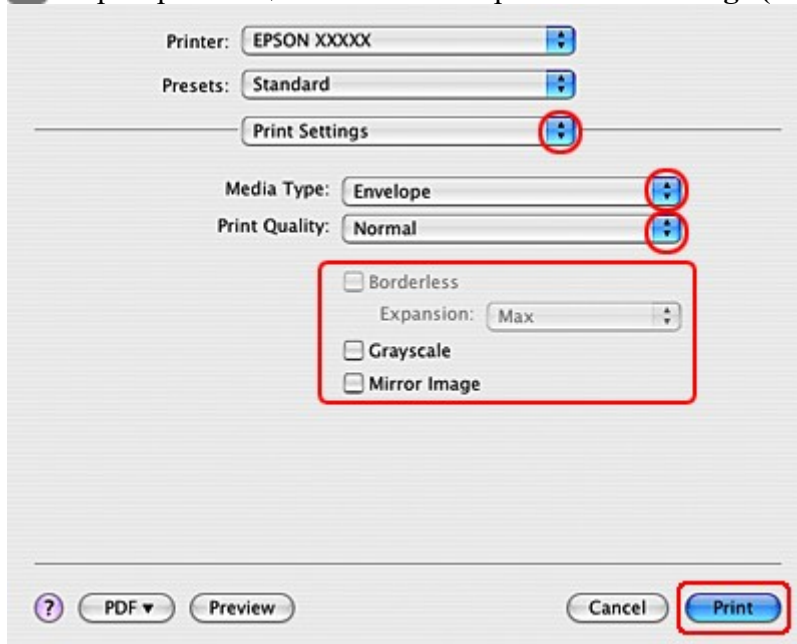 Printer: EPSON XXXXX
Presets: Standard
Print Settings
Media Type: Envelope
Print Quality: Normal
Borderless
Expansion: Max
Grayscale
Mirror Image
? PDF ▼ Preview Cancel Print